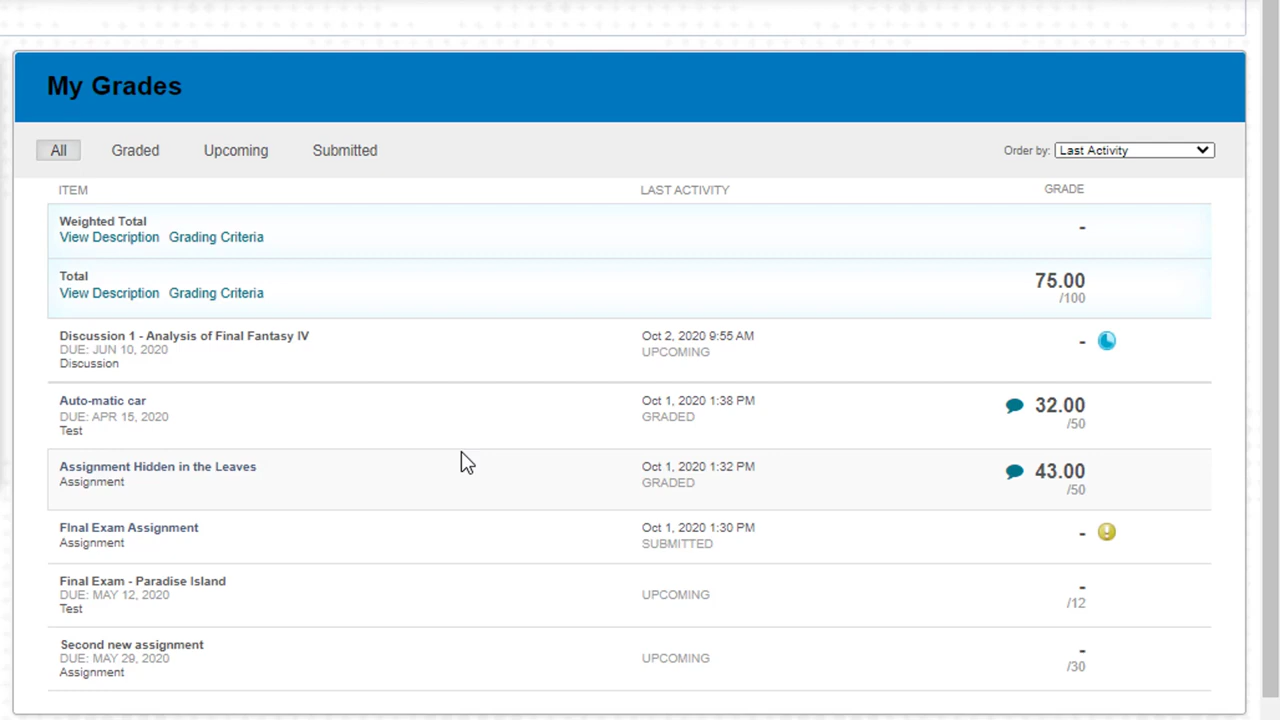 My Grades
All Graded Upcoming Submitted Order by: Last Activity
ITEM LAST ACTIVITY GRADE
Weighted Total
View Description Grading Criteria -
Total
View Description Grading Criteria 75.00
/100
Discussion 1 - Analysis of Final Fantasy IV Oct 2, 2020 9:55 AM
DUE: JUN 10, 2020 UPCOMING -
Discussion
Auto-matic car Oct 1, 2020 1:38 PM 32.00
DUE: APR 15, 2020 GRADED /50
Test
Assignment Hidden in the Leaves Oct 1, 2020 1:32 PM 43.00
Assignment GRADED /50
FInal Exam Assignment Oct 1, 2020 1:30 PM -
Assignment SUBMITTED
Final Exam - Paradise Island -
DUE: MAY 12, 2020 UPCOMING /12
Test
Second new assignment -
DUE: MAY 29, 2020 UPCOMING /30
Assignment